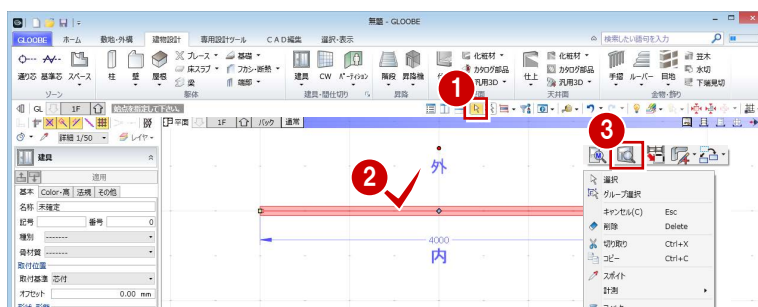 無題 - GLOOBE
GLOOBE ホーム 敷地・外構 建物設計 専用設計ツール CAD編集 選択・表示 検索したい語句を入力
通り芯 基準芯 スペース 柱 壁 屋根 ブレース 基礎 床スラブ カブシ・断熱 梁 端部 建具 CW パーテイション 階段 昇降機 化粧材 カタログ部品 汎用3D 仕上 化粧材 カタログ部品 汎用3D 手摺 ルーバー 目地 笠木 水切 下端見切
ゾーン 躯体 建具・間仕切り 昇降 天井面 金物・飾り
GL 1F 始点を指定して下さい
詳細 1/50 レイヤー
平面 1F バック 通常
建具
適用
基本 Color・高 法規 その他
名称 未確定
記号 番号 0
種別 -------
骨材質 -------
取付位置
取付基準 芯付
オフセット 0.00 mm
1
2
3
外
4000
内
選択
グループ選択
キャンセル(C) Esc
削除 Delete
切り取り Ctrl+X
コピー Ctrl+C
スポイト
計測